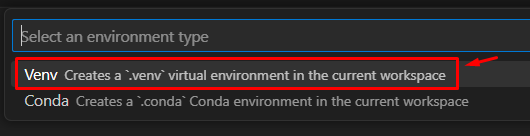 Select an environment type
Venv Creates a `.venv` virtual environment in the current workspace
Conda Creates a `.conda` Conda environment in the current workspace